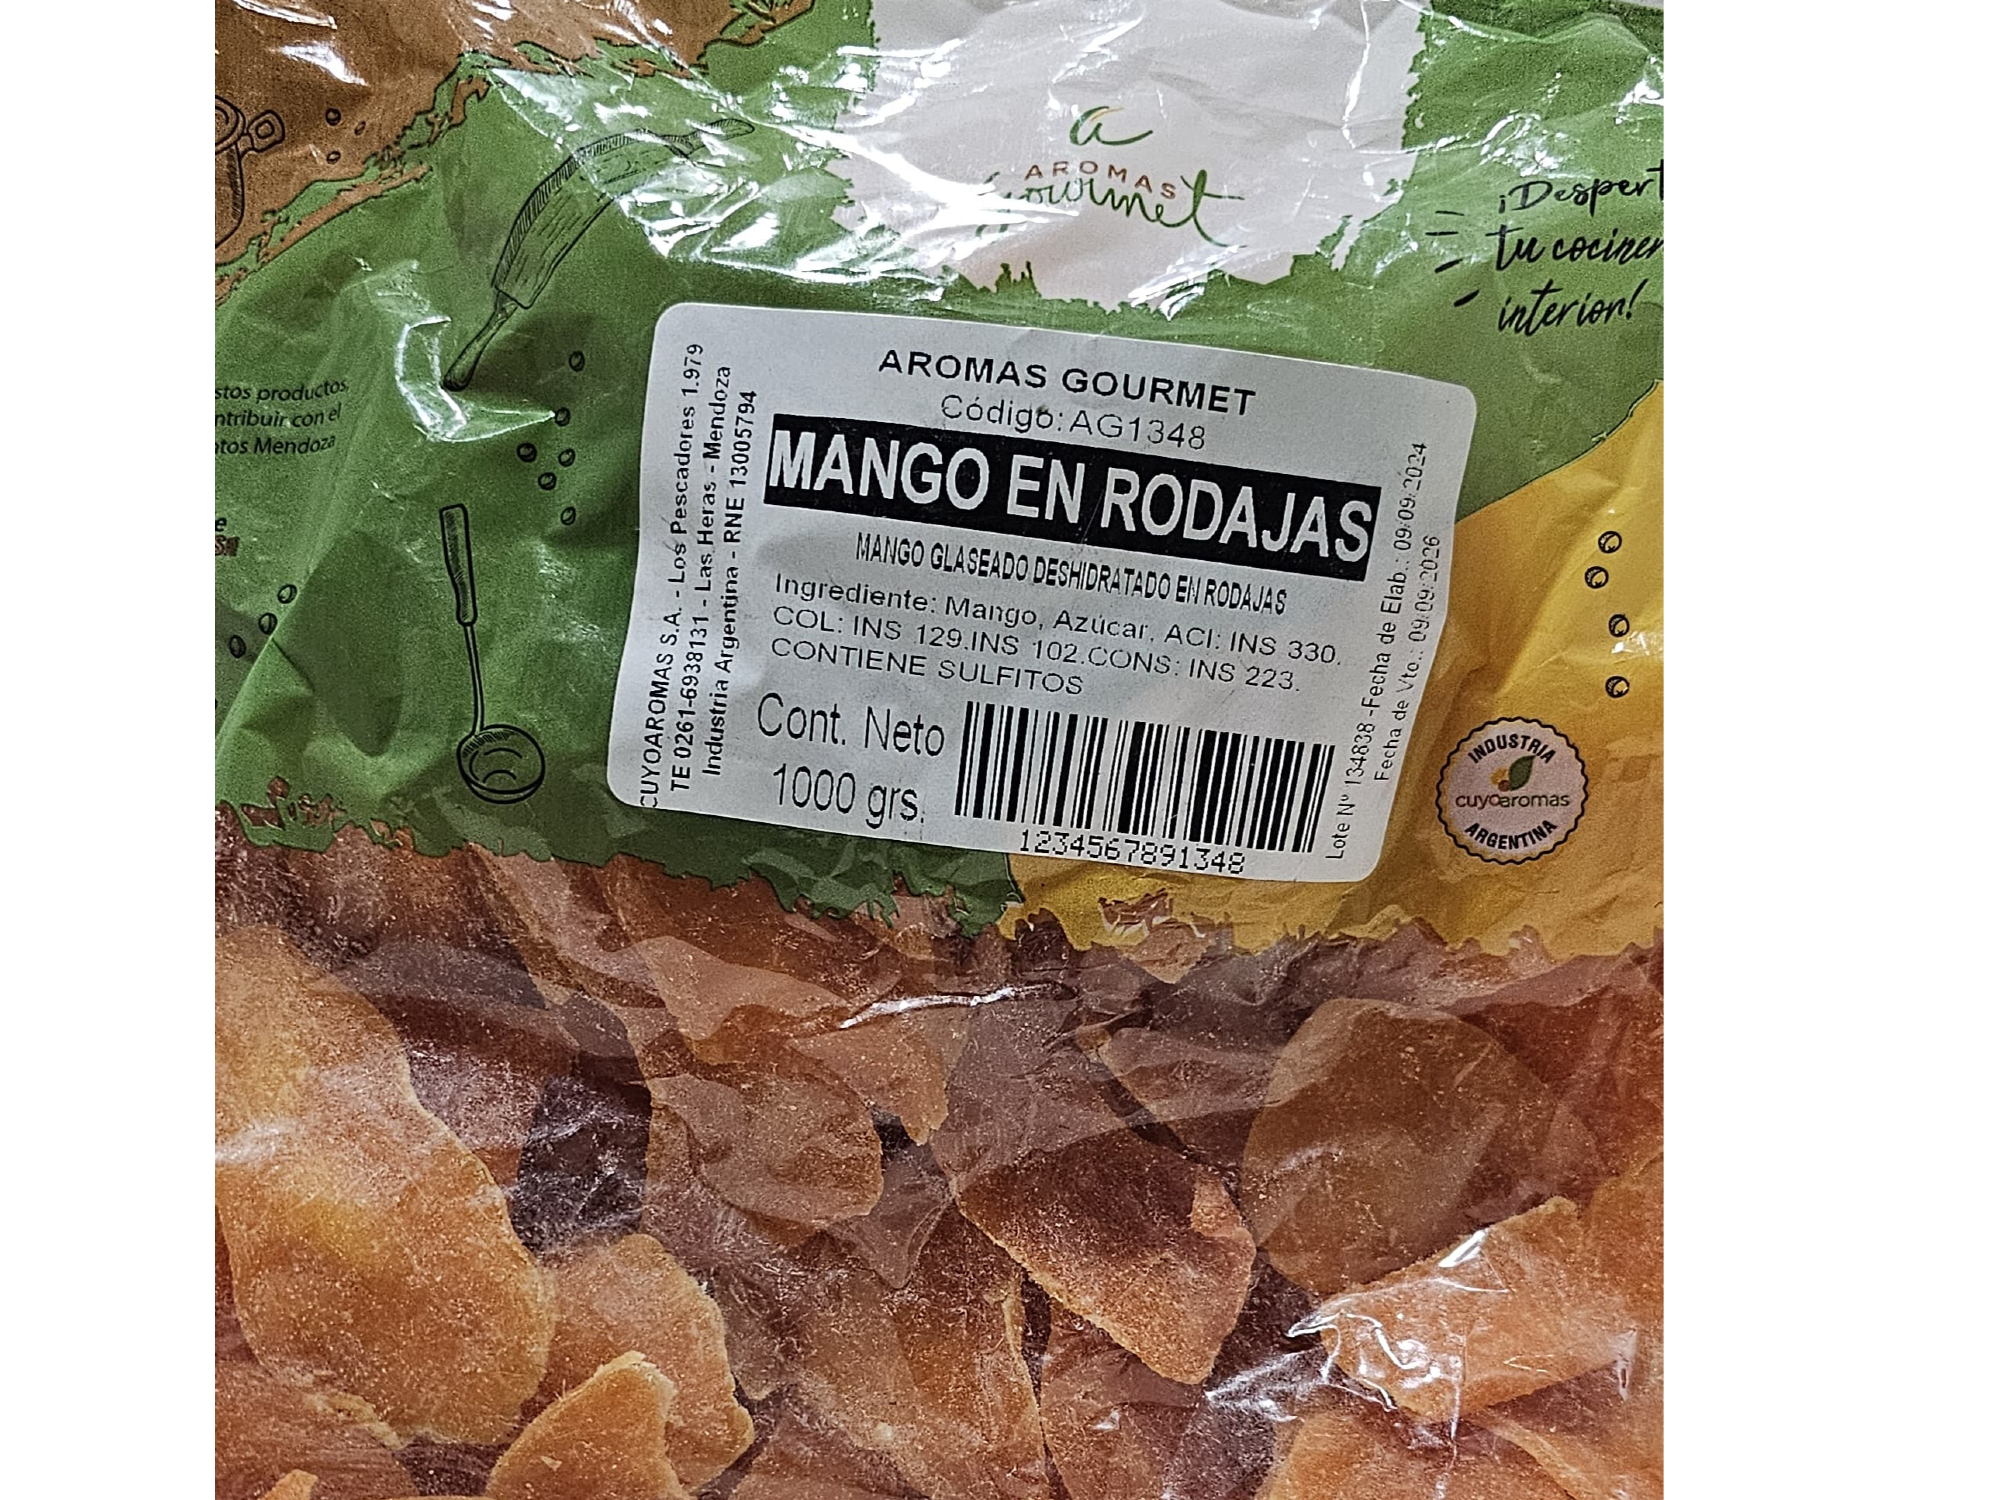 a
AROMAS
gourmet
¡Despert
tu cociner
interior!
stos productos,
ntribuir con el
tos Mendoza
AROMAS GOURMET
Código: AG1348
MANGO EN RODAJAS
MANGO GLASEADO DESHIDRATADO EN RODAJAS
Ingrediente: Mango, Azúcar, ACI: INS 330.
COL: INS 129.INS 102.CONS: INS 223.
CONTIENE SULFITOS
Cont. Neto
1000 grs.
1234567891348
CUYOAROMAS S.A. - Los Pescadores 1.979
TE 0261-6938131 - Las Heras - Mendoza
Industria Argentina - RNE 13005794
Lote Nº 134838 -Fecha de Elab.: 09:09:2024
Fecha de Vto.: 09:09:2026
INDUSTRIA
cuyoaromas
ARGENTINA